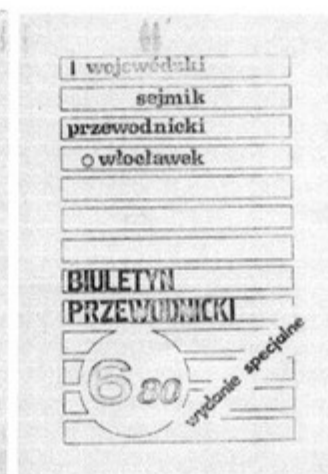 I wojewódzki
sejmik
przewodnicki
○ włocławek
BIULETYN
PRZEWODNICKI
6 80
wydanie specjalne